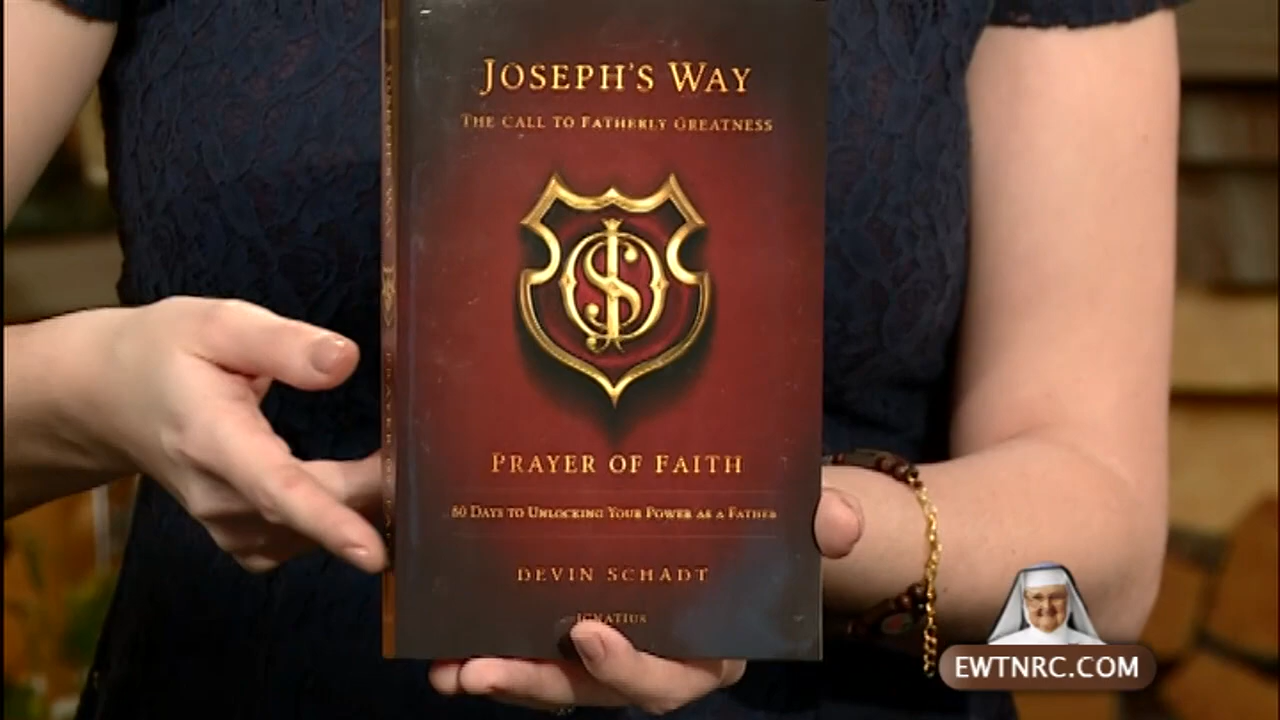 JOSEPH'S WAY
THE CALL TO FATHERLY GREATNESS
PRAYER OF FAITH
80 DAYS TO UNLOCKING YOUR POWER AS A FATHER
DEVIN SCHADT
IGNATIUS
EWTNRC.COM